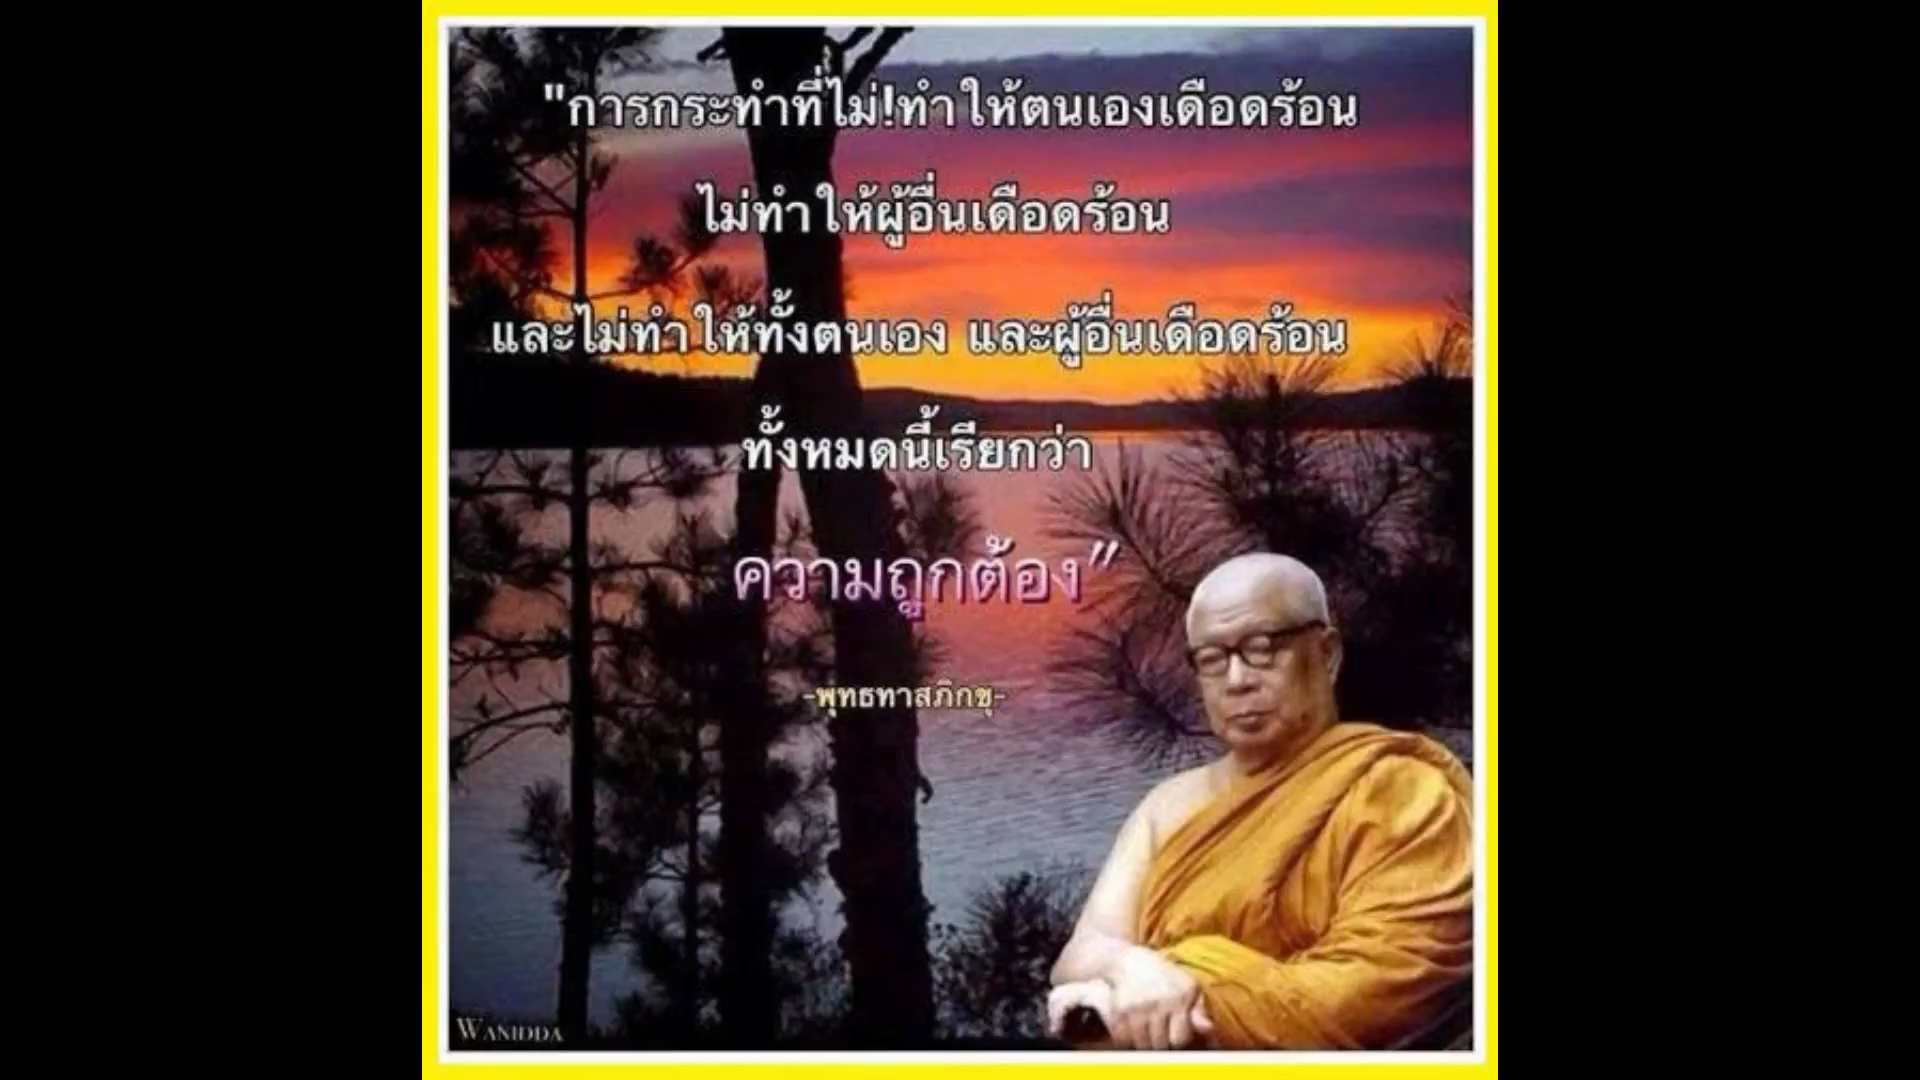 "การกระทำที่ไม่!ทำให้ตนเองเดือดร้อน
ไม่ทำให้ผู้อื่นเดือดร้อน
และไม่ทำให้ทั้งตนเอง และผู้อื่นเดือดร้อน
ทั้งหมดนี้เรียกว่า
ความถูกต้อง"
-พุทธทาสภิกขุ-
WANIDDA